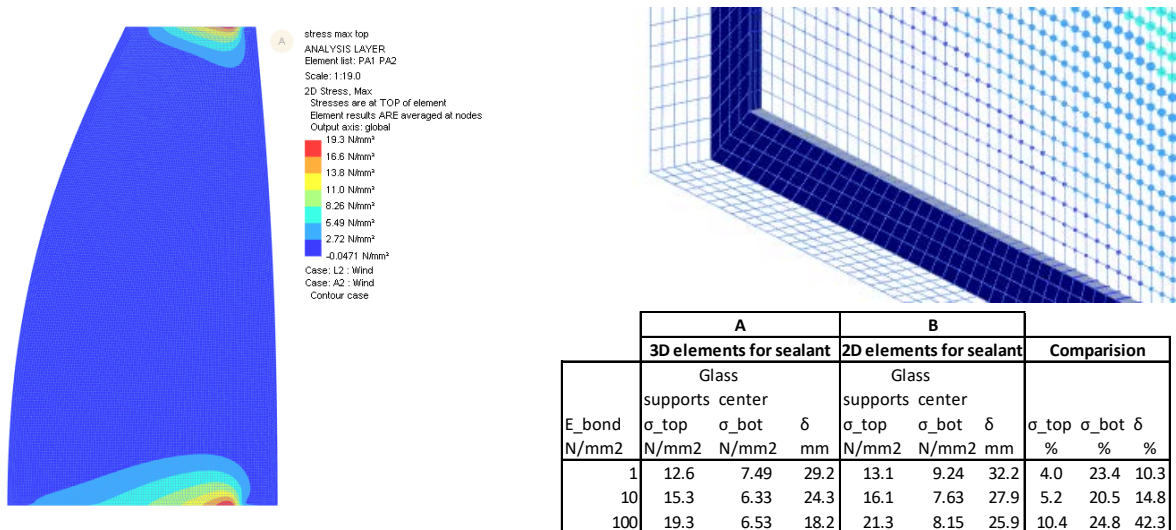 A
stress max top
ANALYSIS LAYER
Element list: PA1 PA2
Scale: 1:19.0
2D Stress, Max
Stresses are at TOP of element
Element results ARE averaged at nodes
Output axis: global
19.3 N/mm²
16.6 N/mm²
13.8 N/mm²
11.0 N/mm²
8.26 N/mm²
5.49 N/mm²
2.72 N/mm²
-0.0471 N/mm²
Case: L2 : Wind
Case: A2 : Wind
Contour case
A B
3D elements for sealant 2D elements for sealant Comparision
Glass Glass
supports center supports center
E_bond σ_top σ_bot δ σ_top σ_bot δ σ_top σ_bot δ
N/mm2 N/mm2 N/mm2 mm N/mm2 N/mm2 mm % % %
1 12.6 7.49 29.2 13.1 9.24 32.2 4.0 23.4 10.3
10 15.3 6.33 24.3 16.1 7.63 27.9 5.2 20.5 14.8
100 19.3 6.53 18.2 21.3 8.15 25.9 10.4 24.8 42.3